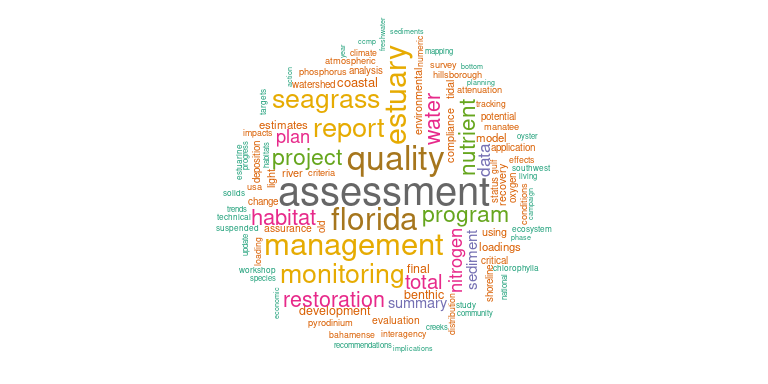 sediments
freshwater
ccmp
year
climate
numeric
mapping
atmospheric
estuary
environmental
survey
bottom
phosphorus
analysis
hillsborough
action
watershed
coastal
tidal
planning
attenuation
targets
seagrass
water
nutrient
tracking
estimates
report
compliance
potential
manatee
impacts
plan
model
oyster
data
application
estuarine
progress
deposition
habitats
project
quality
effects
status
gulf
recovery
southwest
light
river
criteria
oxygen
living
usa
solids
assessment
conditions
campaign
change
trends
technical
habitat
old
florida
program
suspended
assurance
nitrogen
sediment
using
ecosystem
phase
update
loading
management
loadings
critical
workshop
species
monitoring
final
total
shoreline
chlorophylla
national
economic
restoration
benthic
summary
distribution
study
development
community
pyrodinium
evaluation
creeks
bahamense
interagency
recommendations
implications